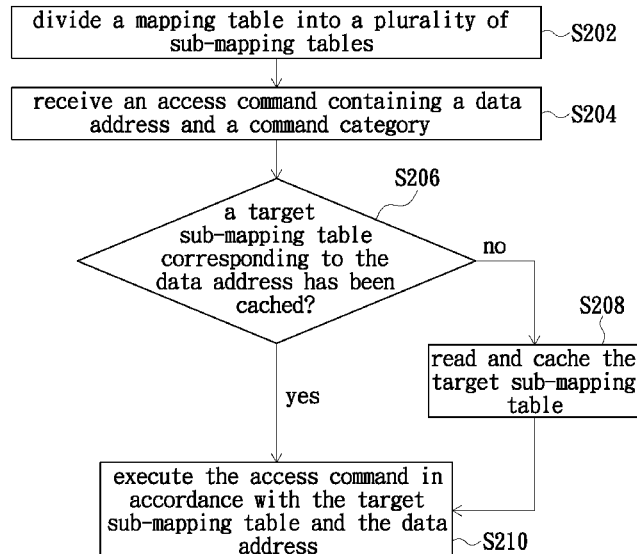 divide a mapping table into a plurality of
sub-mapping tables
S202
receive an access command containing a data
address and a command category
S204
S206
a target
sub-mapping table
corresponding to the
data address has been
cached?
no
S208
read and cache the
target sub-mapping
table
yes
execute the access command in
accordance with the target
sub-mapping table and the data
address
S210